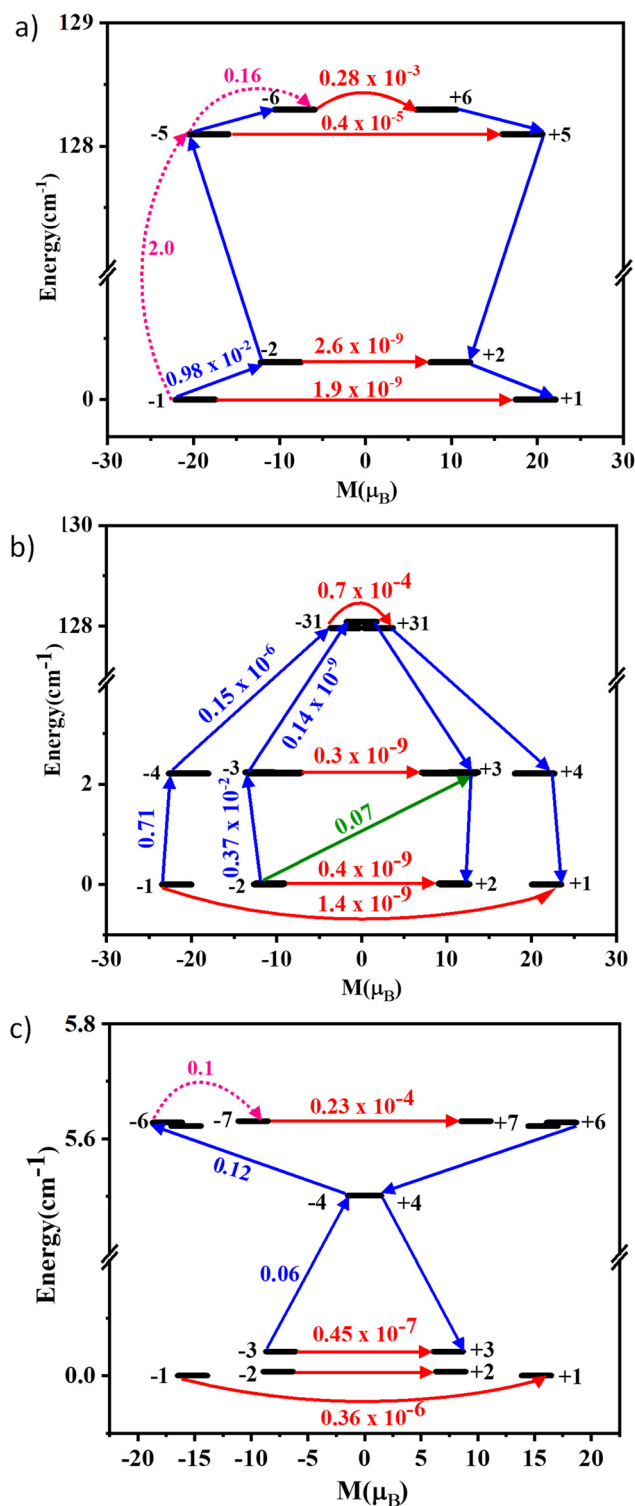 a)
129
128
0
Energy(cm⁻¹)
0.16
-6
0.28 x 10⁻³
+6
-5
0.4 x 10⁻⁵
+5
2.0
0.98 x 10⁻²
-2
2.6 x 10⁻⁹
+2
-1
1.9 x 10⁻⁹
+1
-30 -20 -10 0 10 20 30
M(μB)
b)
130
128
2
0
Energy(cm⁻¹)
0.7 x 10⁻⁴
-31
+31
0.15 x 10⁻⁶
0.14 x 10⁻⁹
-4
-3
0.3 x 10⁻⁹
+3
+4
0.71
0.37 x 10⁻²
0.07
-1
-2
0.4 x 10⁻⁹
+2
+1
1.4 x 10⁻⁹
-30 -20 -10 0 10 20 30
M(μB)
c)
5.8
5.6
0.0
Energy(cm⁻¹)
0.1
-6
-7
0.23 x 10⁻⁴
+7
+6
0.12
-4
+4
0.06
-3
0.45 x 10⁻⁷
+3
-2
+2
-1
+1
0.36 x 10⁻⁶
-20 -15 -10 -5 0 5 10 15 20
M(μB)